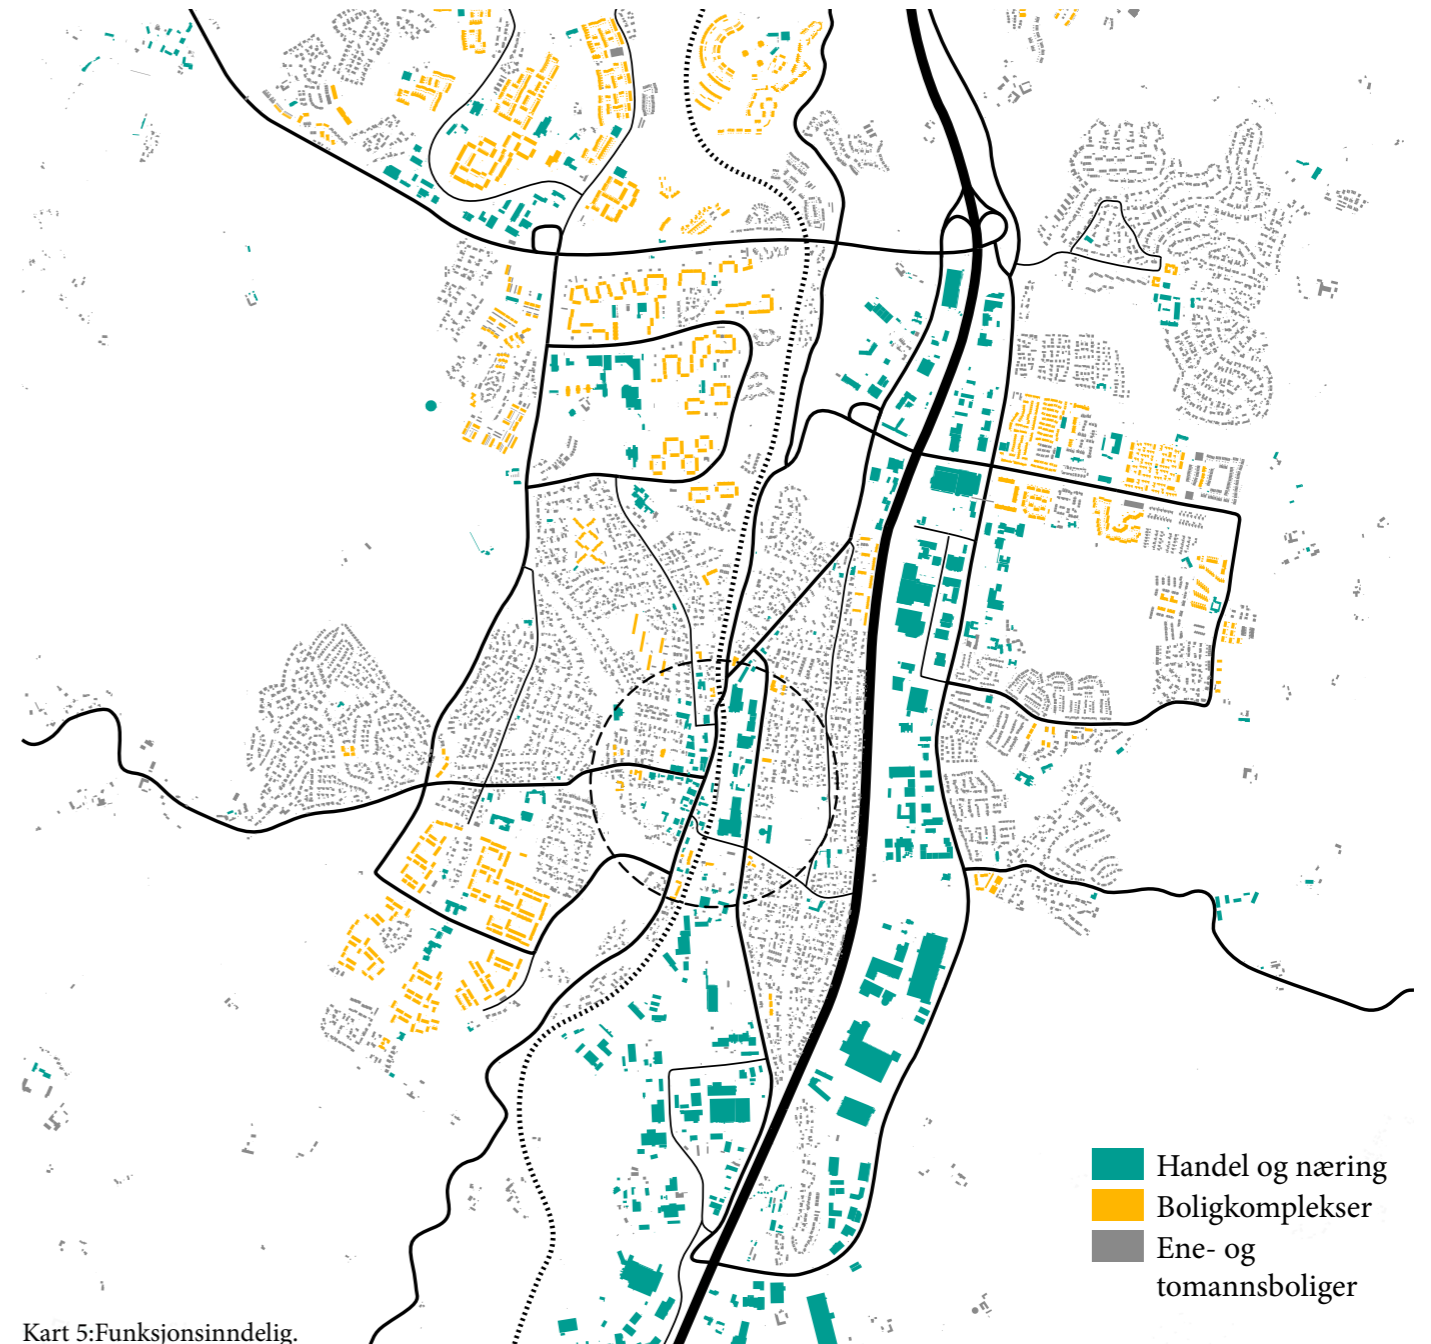 Handel og næring
Boligkomplekser
Ene- og
tomannsboliger
Kart 5:Funksjonsinndelig.